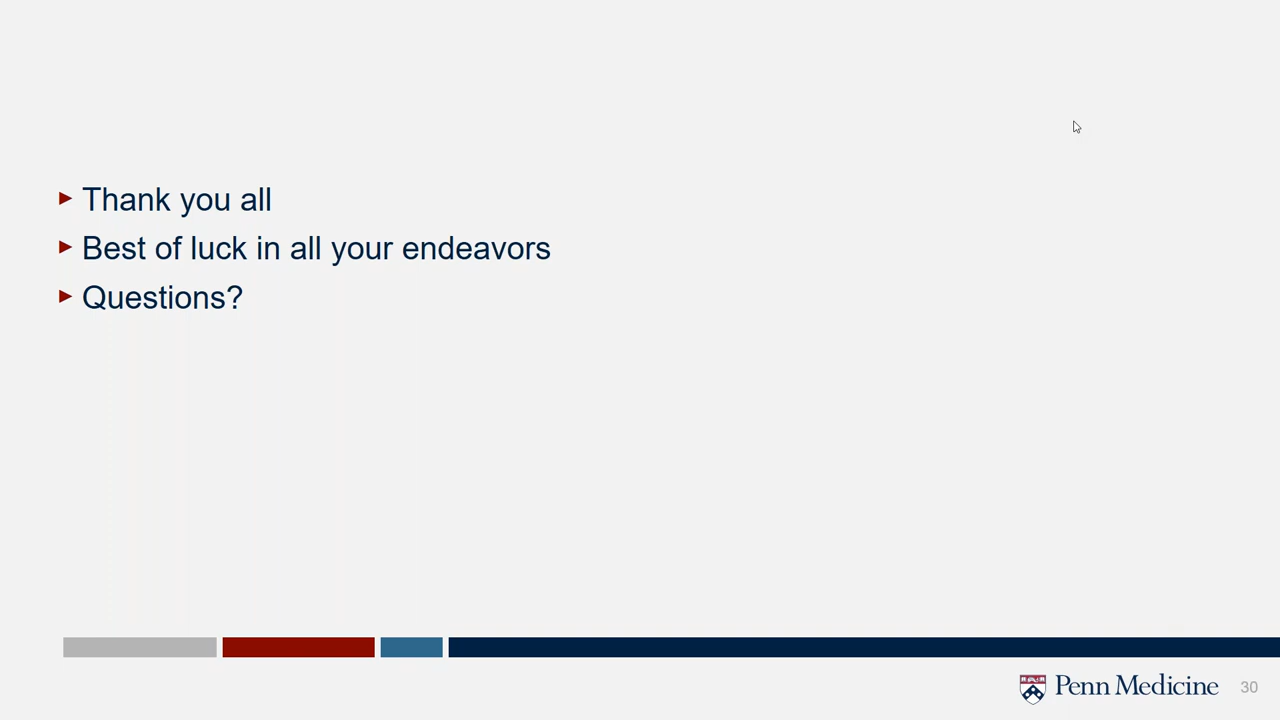 Thank you all
Best of luck in all your endeavors
Questions?
Penn Medicine 30